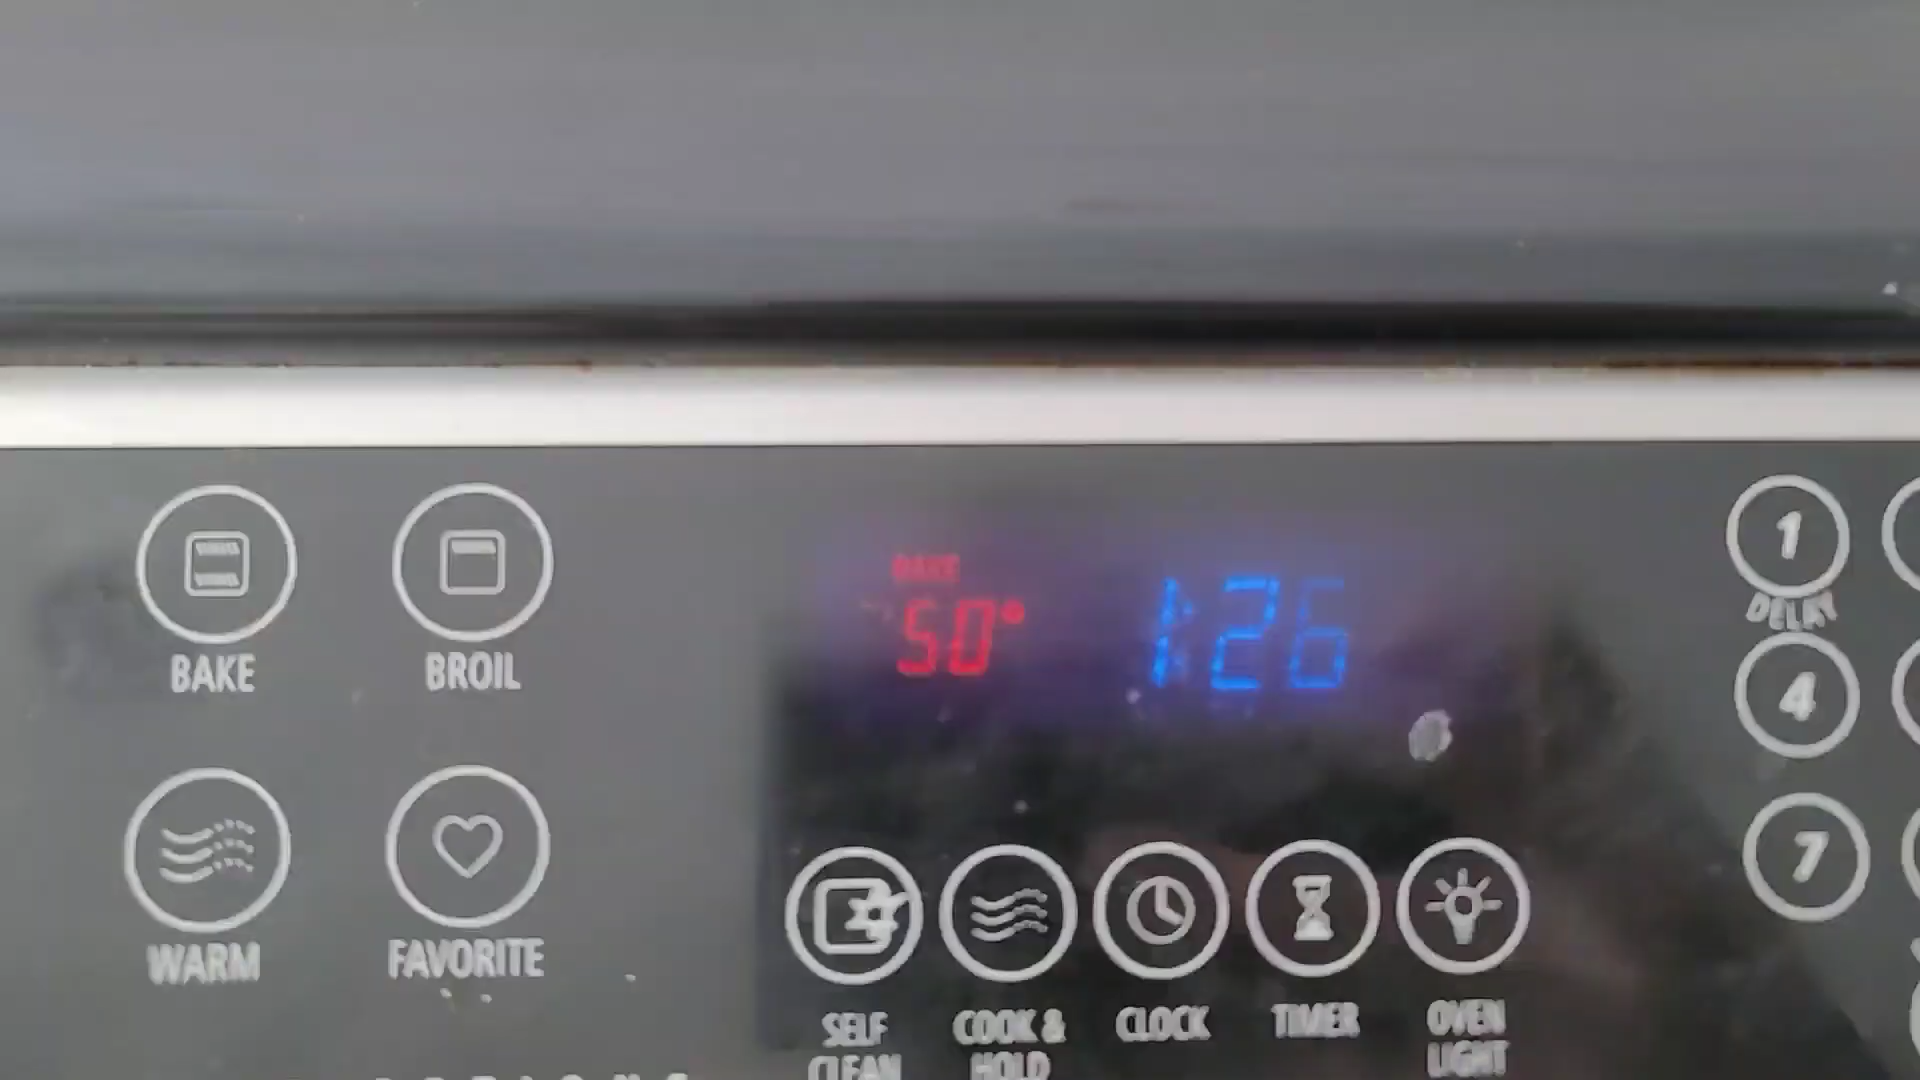 BAKE
50° 1:26
1
DELAY
BAKE BROIL
4
7
WARM FAVORITE
SELF CLEAN
COOK & HOLD
CLOCK
TIMER
OVEN LIGHT